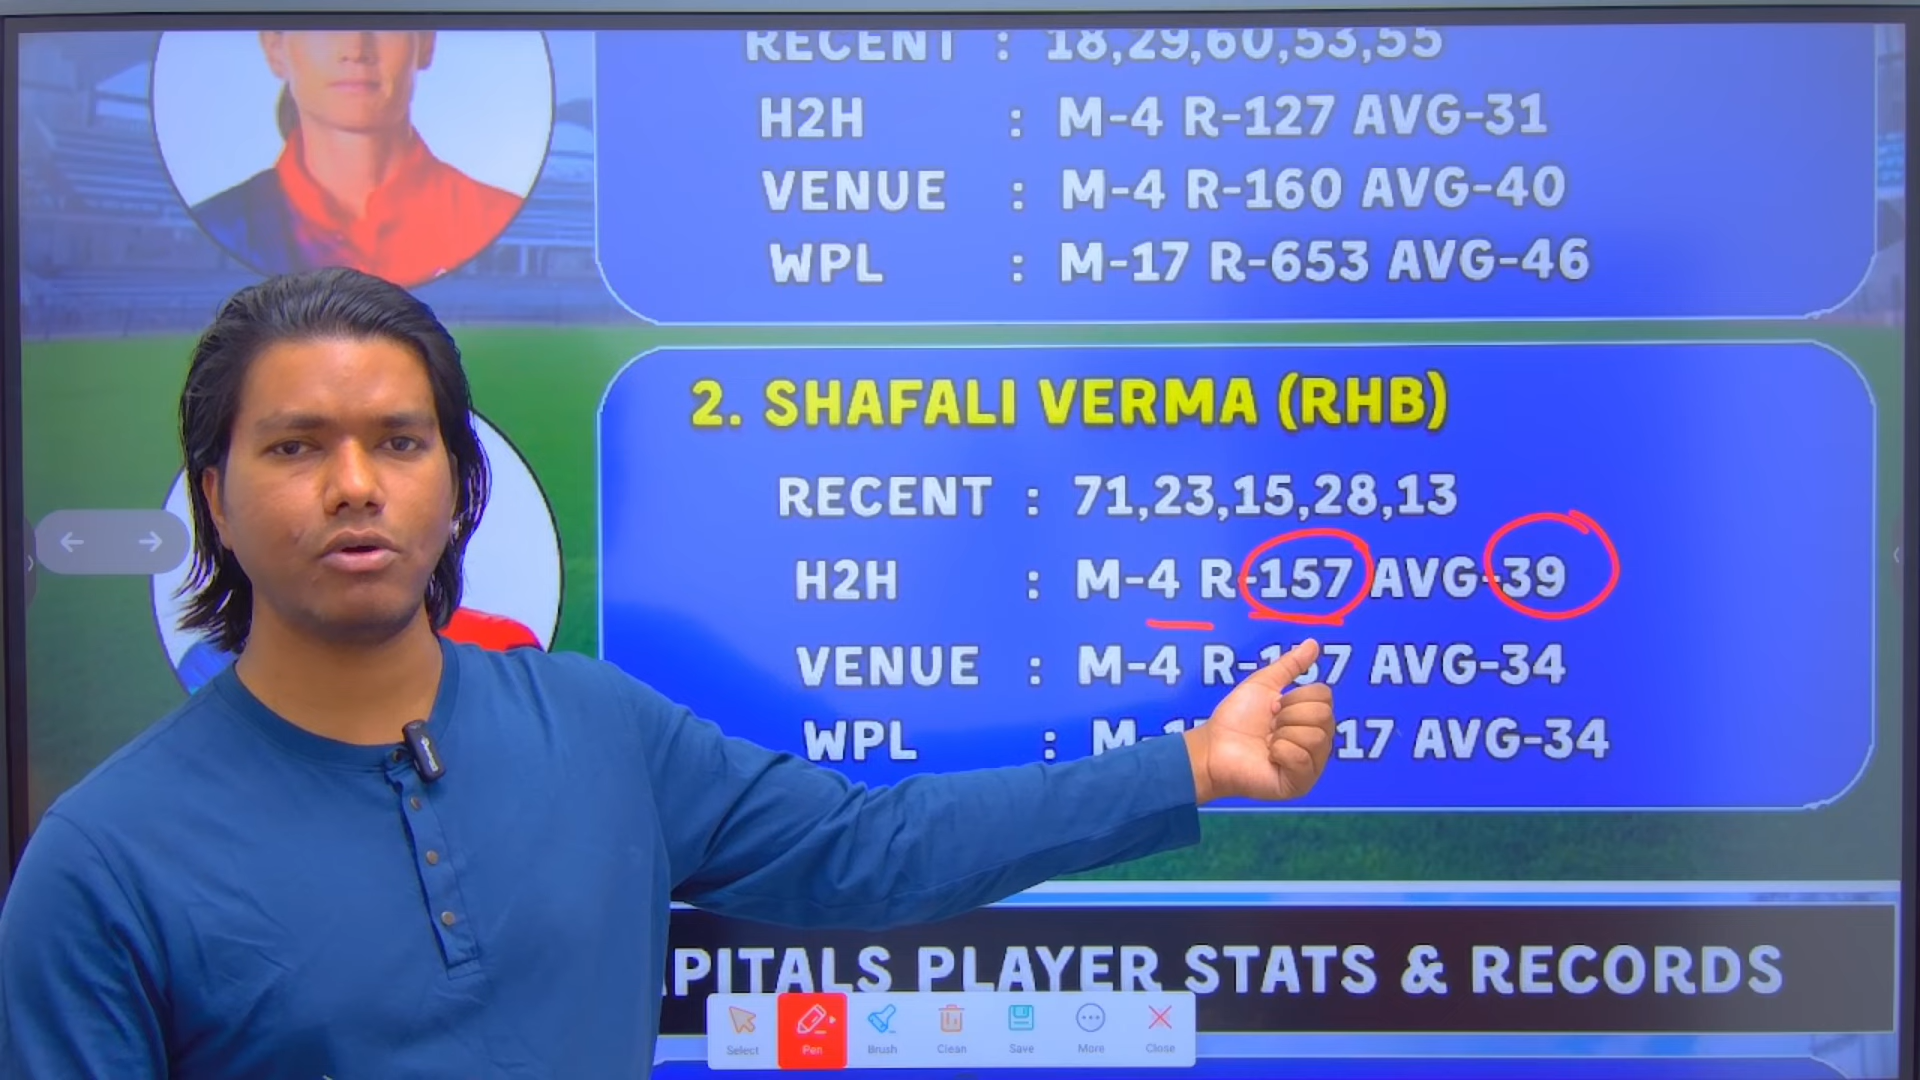 RECENT : 18,29,60,53,55
H2H : M-4 R-127 AVG-31
VENUE : M-4 R-160 AVG-40
WPL : M-17 R-653 AVG-46
2. SHAFALI VERMA (RHB)
RECENT : 71,23,15,28,13
H2H : M-4 R-157 AVG-39
VENUE : M-4 AVG-34
WPL : AVG-34
PLAYER STATS & RECORDS
Select Pen Brush Clean Save More Close